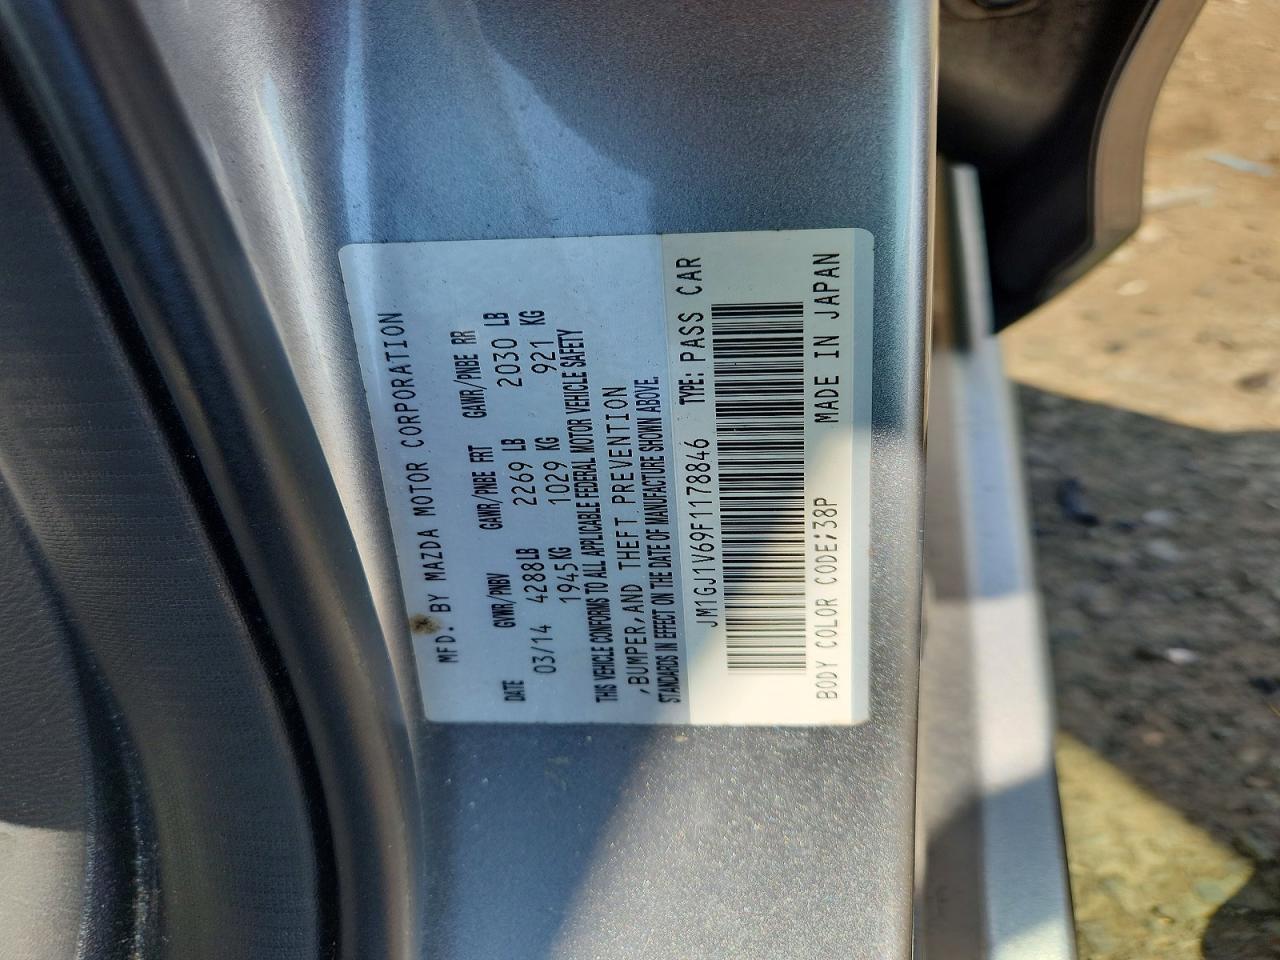 MFD. BY MAZDA MOTOR CORPORATION
DATE GVWR/PNBV GAWR/PNBE FRT GAWR/PNBE RR
03/14 4288LB 2269 LB 2030 LB
1945KG 1029 KG 921 KG
THIS VEHICLE CONFORMS TO ALL APPLICABLE FEDERAL MOTOR VEHICLE SAFETY
,BUMPER,AND THEFT PREVENTION
STANDARDS IN EFFECT ON THE DATE OF MANUFACTURE SHOWN ABOVE.
JM1GJ1V69F1178846 TYPE: PASS CAR
BODY COLOR CODE;38P MADE IN JAPAN